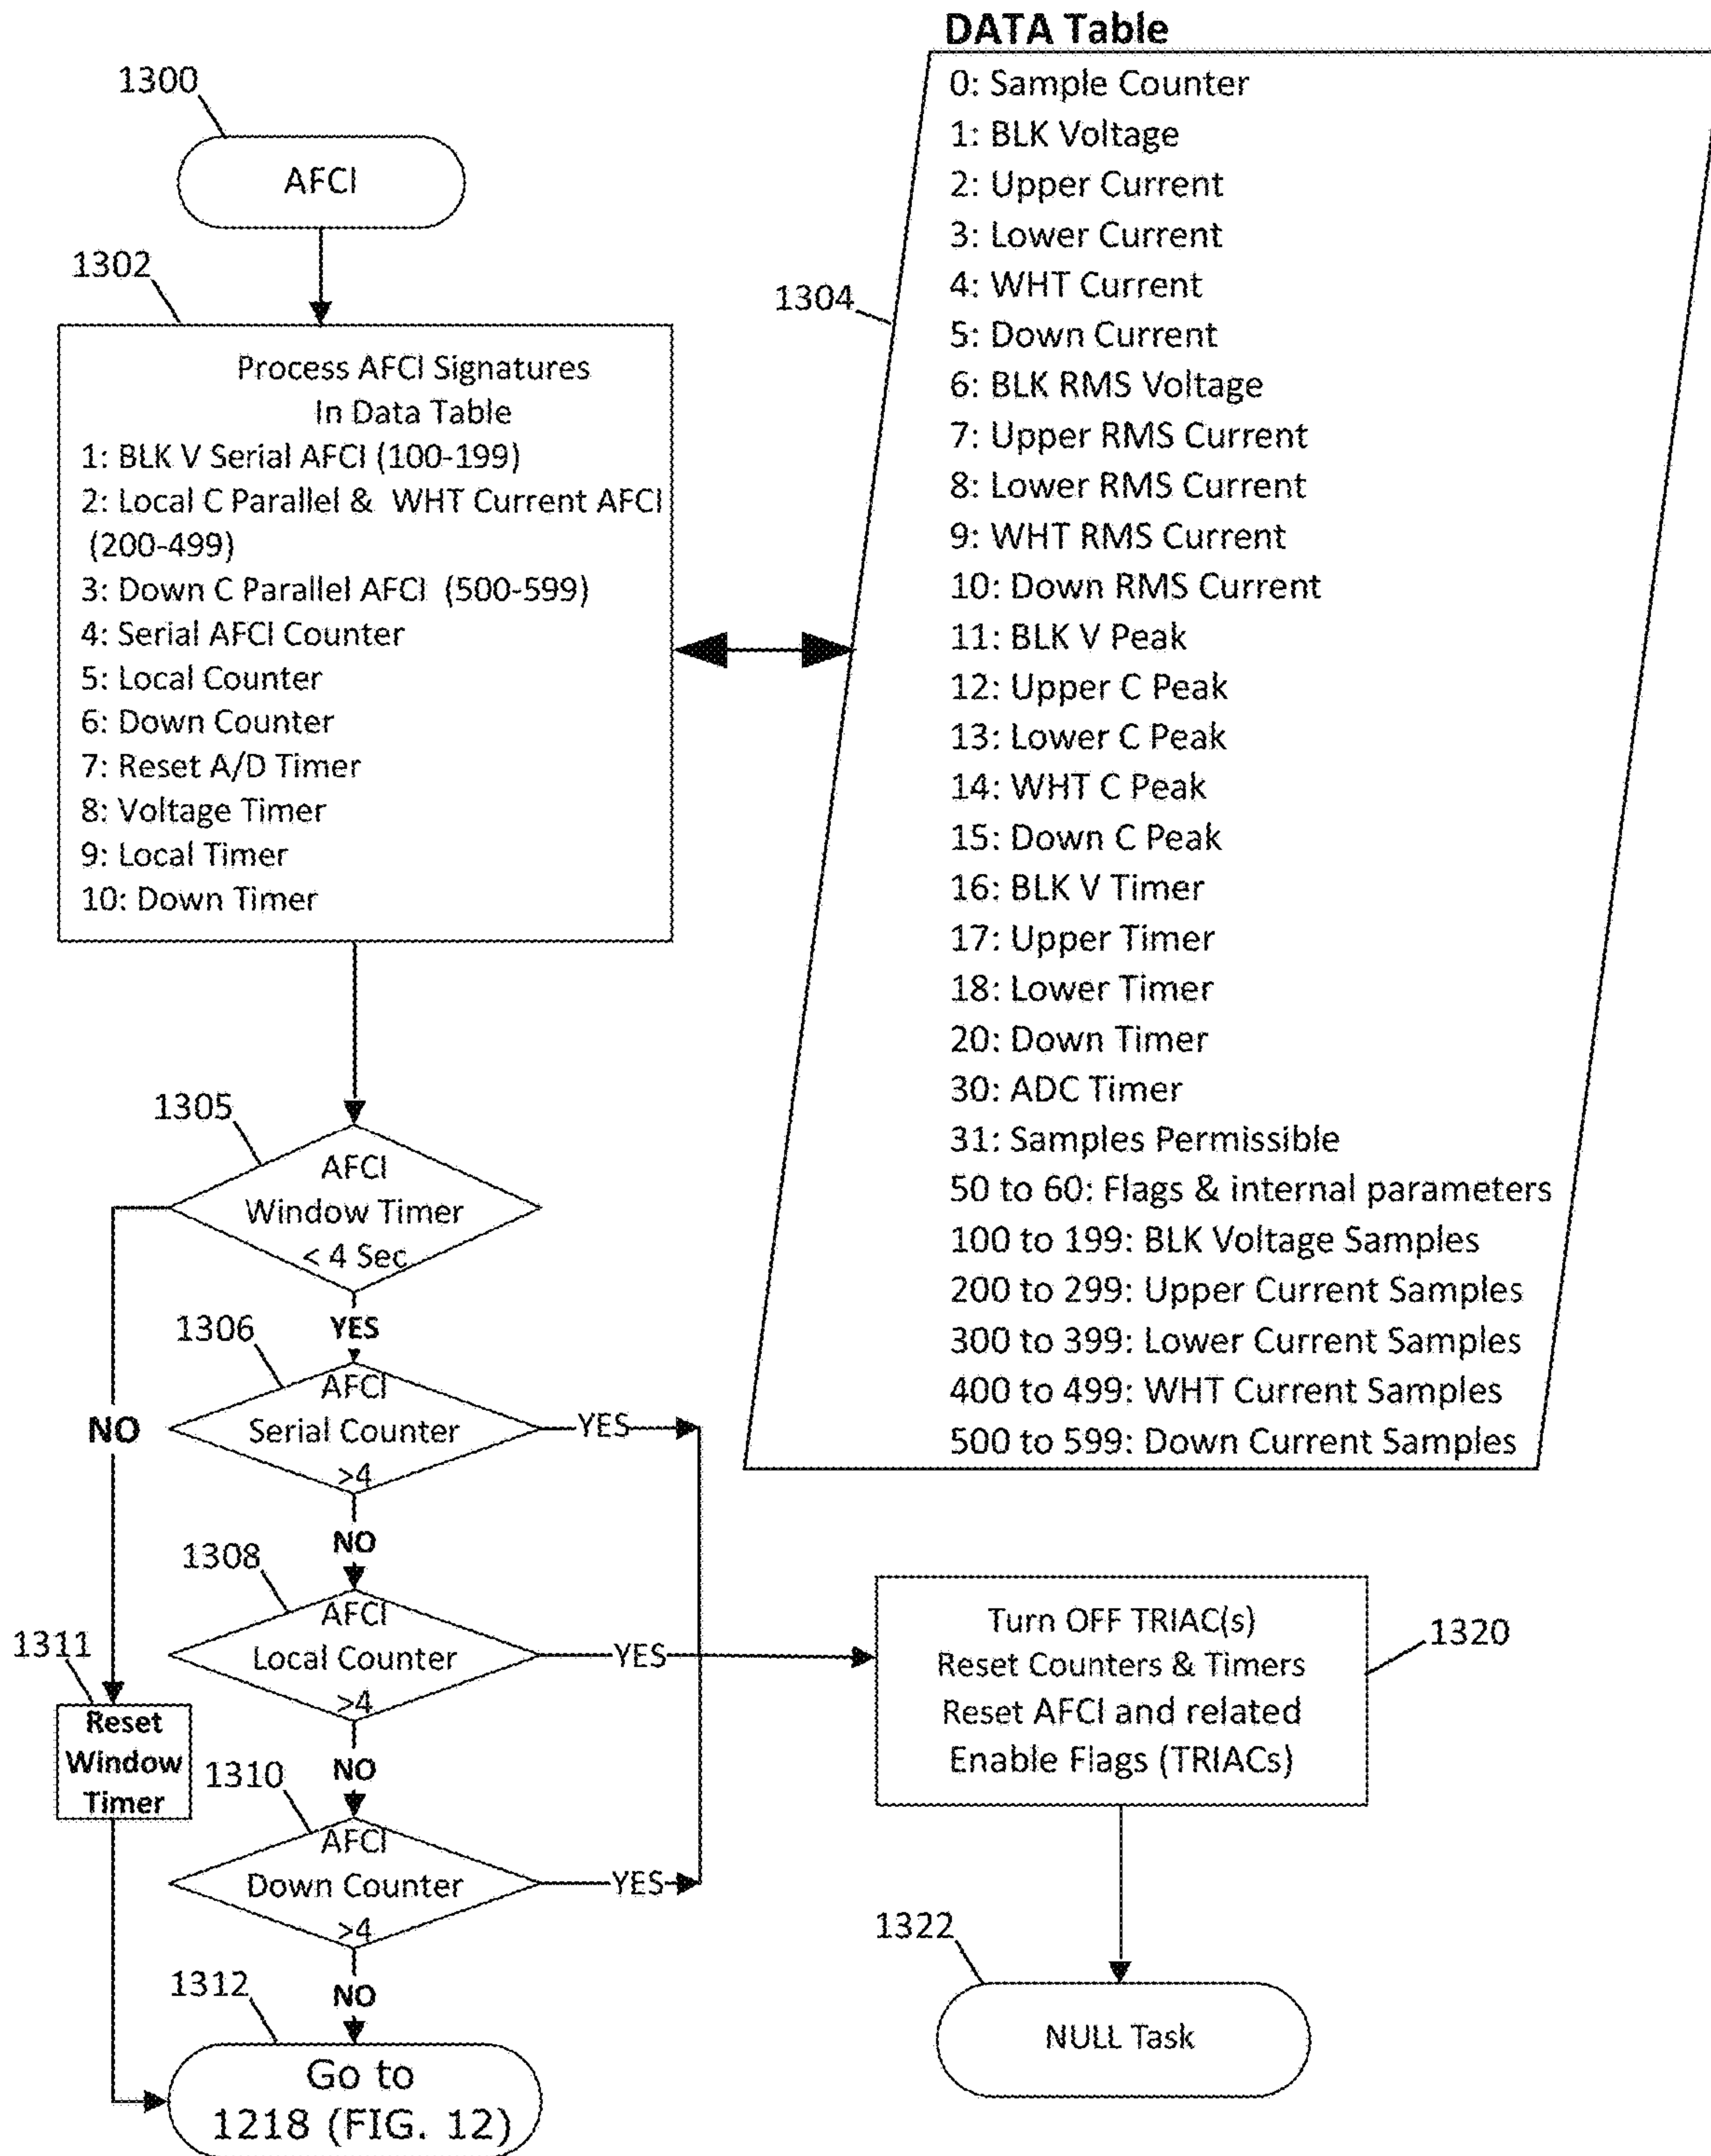 1300
AFCI
1302
Process AFCI Signatures
In Data Table
1: BLK V Serial AFCI (100-199)
2: Local C Parallel & WHT Current AFCI
(200-499)
3: Down C Parallel AFCI (500-599)
4: Serial AFCI Counter
5: Local Counter
6: Down Counter
7: Reset A/D Timer
8: Voltage Timer
9: Local Timer
10: Down Timer
DATA Table
1304
0: Sample Counter
1: BLK Voltage
2: Upper Current
3: Lower Current
4: WHT Current
5: Down Current
6: BLK RMS Voltage
7: Upper RMS Current
8: Lower RMS Current
9: WHT RMS Current
10: Down RMS Current
11: BLK V Peak
12: Upper C Peak
13: Lower C Peak
14: WHT C Peak
15: Down C Peak
16: BLK V Timer
17: Upper Timer
18: Lower Timer
20: Down Timer
30: ADC Timer
31: Samples Permissible
50 to 60: Flags & internal parameters
100 to 199: BLK Voltage Samples
200 to 299: Upper Current Samples
300 to 399: Lower Current Samples
400 to 499: WHT Current Samples
500 to 599: Down Current Samples
1305
AFCI
Window Timer
< 4 Sec
YES
NO
1306
AFCI
Serial Counter
>4
YES
NO
1308
AFCI
Local Counter
>4
YES
NO
1311
Reset
Window
Timer
1310
AFCI
Down Counter
>4
YES
NO
1312
Go to
1218 (FIG. 12)
1320
Turn OFF TRIAC(s)
Reset Counters & Timers
Reset AFCI and related
Enable Flags (TRIACs)
1322
NULL Task